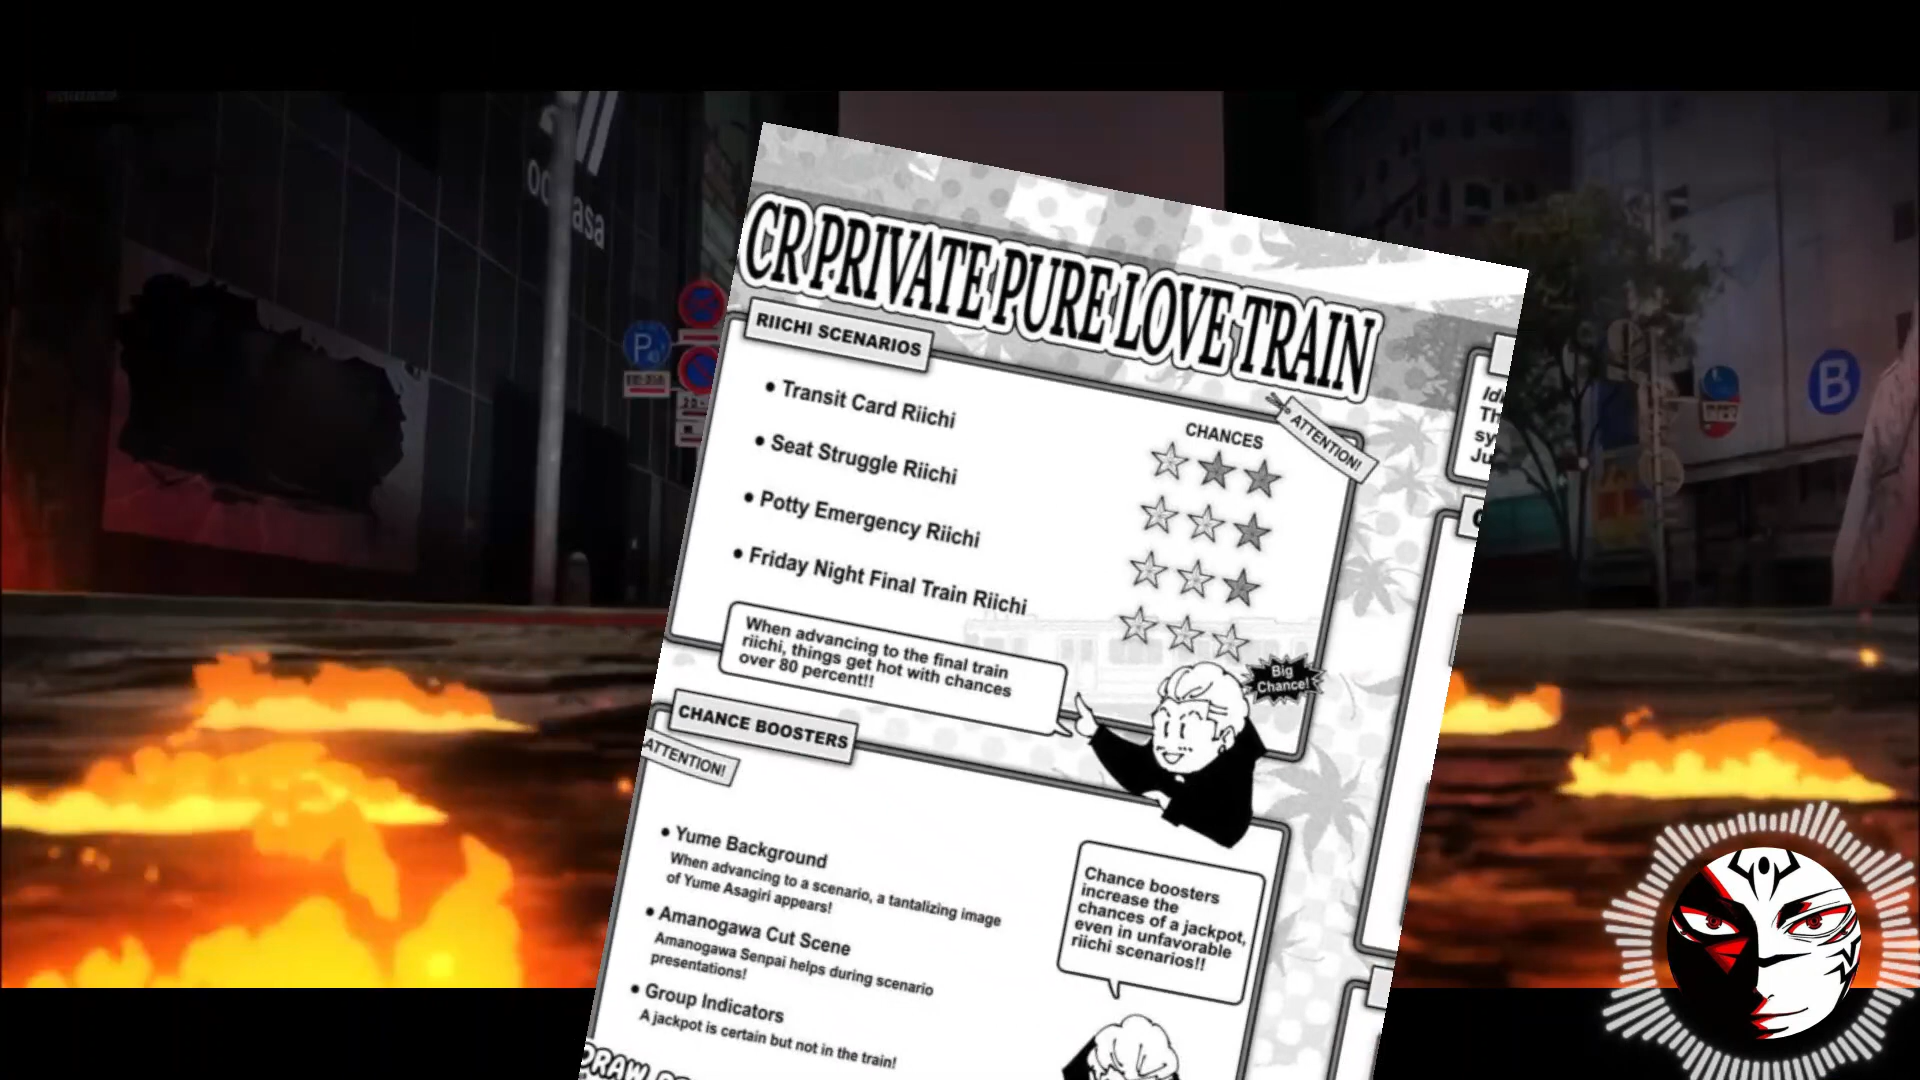 CR PRIVATE PURE LOVE TRAIN
RIICHI SCENARIOS
CHANCES
ATTENTION!
• Transit Card Riichi
• Seat Struggle Riichi
• Potty Emergency Riichi
• Friday Night Final Train Riichi
When advancing to the final train
riichi, things get hot with chances
over 80 percent!!
Big
Chance!
CHANCE BOOSTERS
ATTENTION!
• Yume Background
When advancing to a scenario, a tantalizing image
of Yume Asagiri appears!
• Amanogawa Cut Scene
Amanogawa Senpai helps during scenario
presentations!
• Group Indicators
A jackpot is certain but not in the train!
Chance boosters
increase the
chances of a jackpot,
even in unfavorable
riichi scenarios!!
P
B